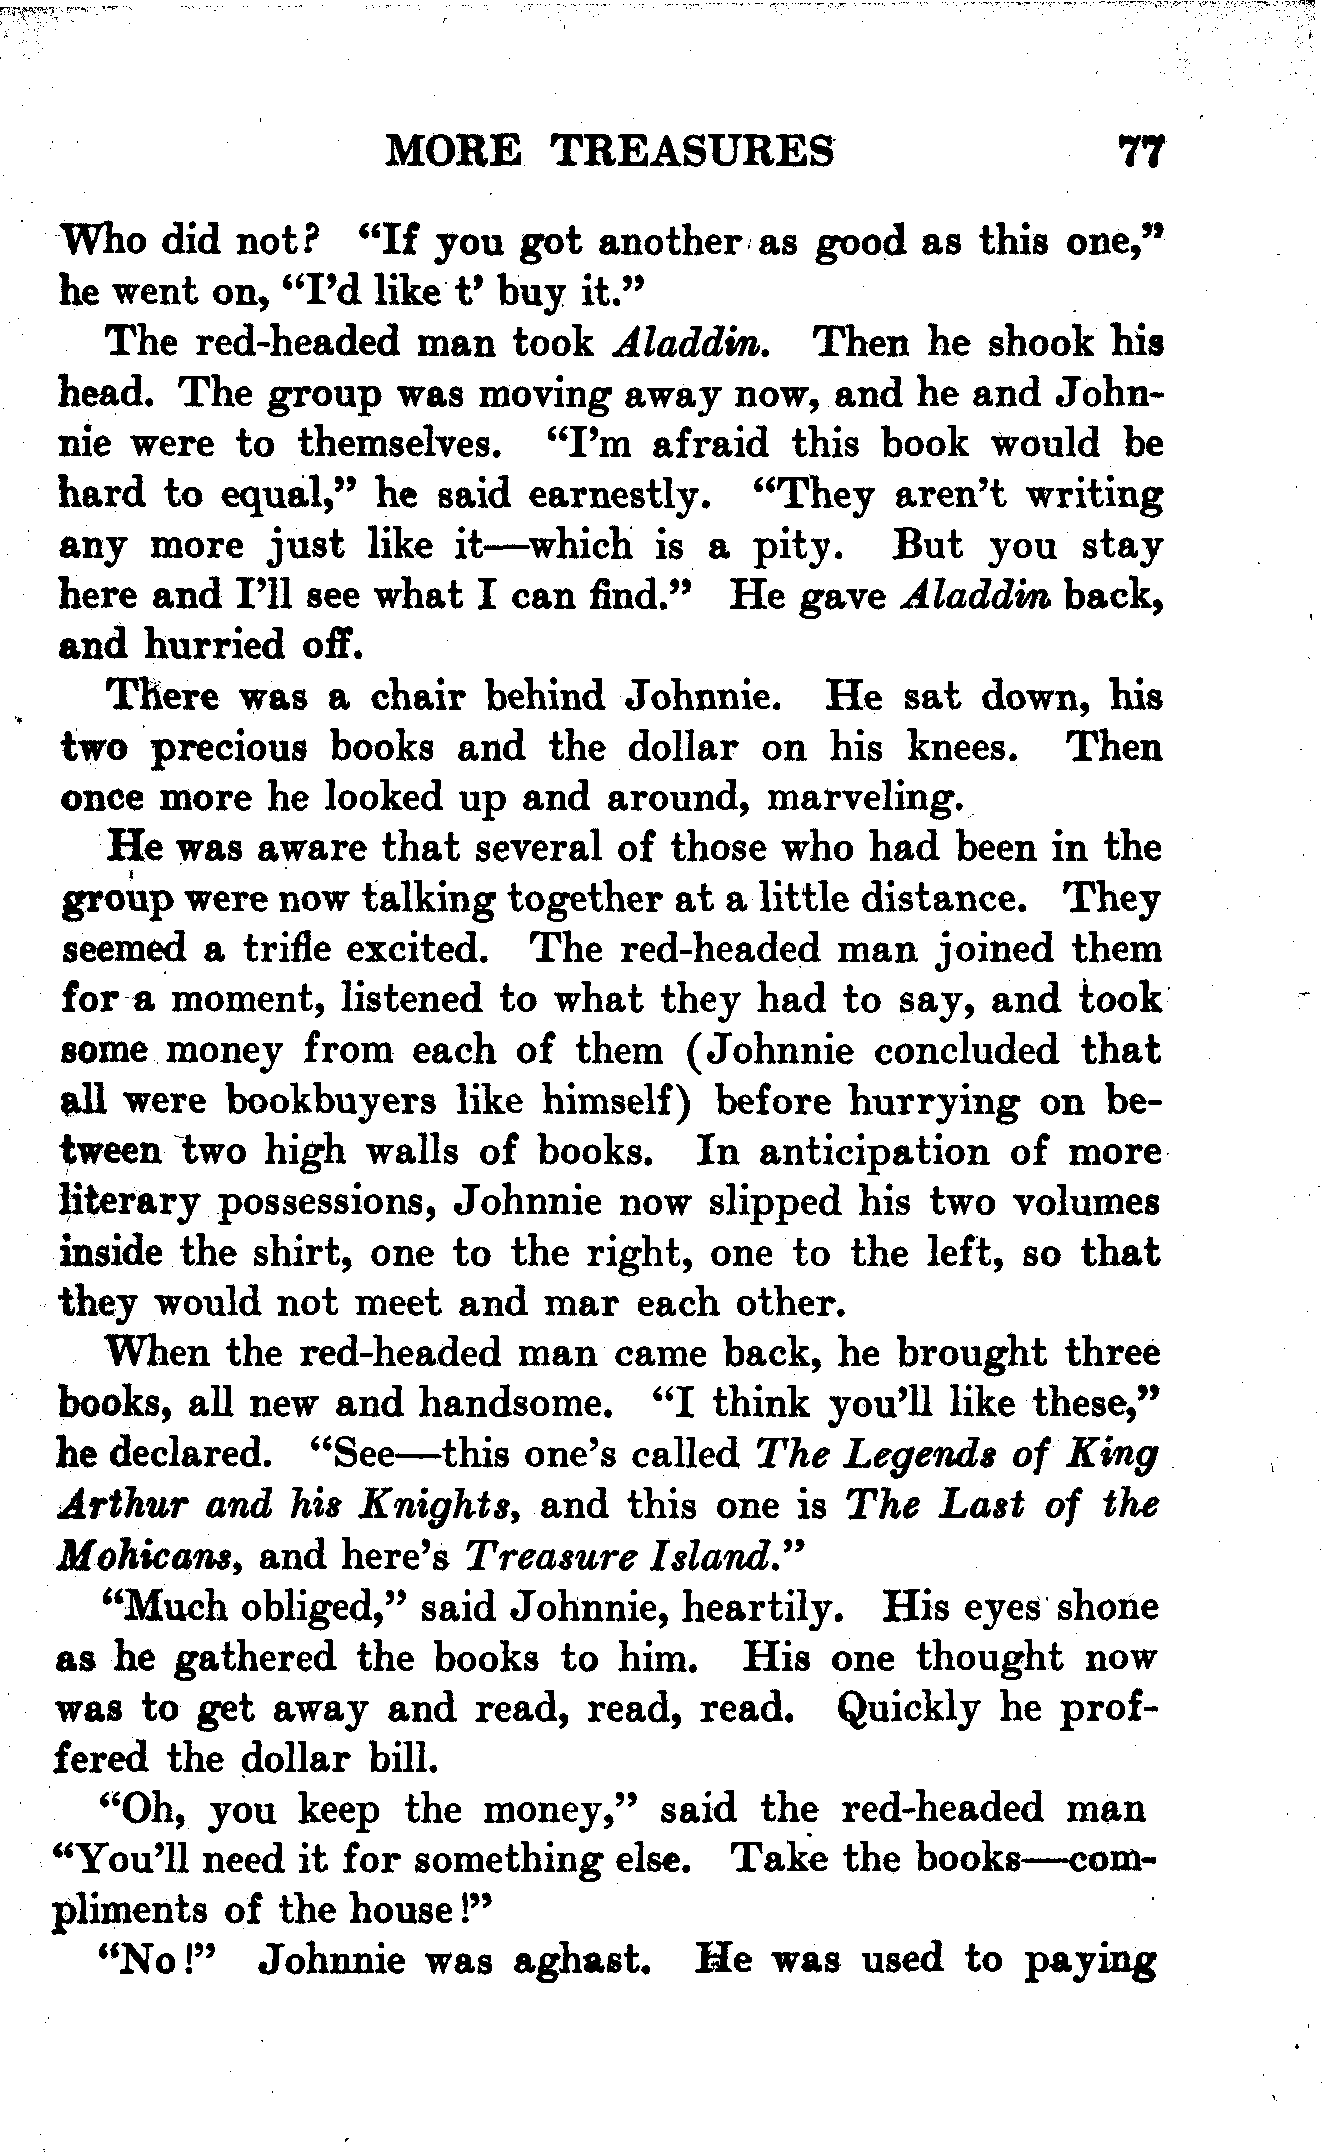 MORE TREASURES 77
Who did not? “If you got another as good as this one,”
he went on, “I’d like t’ buy it.”
The red-headed man took Aladdin. Then he shook his
head. The group was moving away now, and he and John-
nie were to themselves. “I’m afraid this book would be
hard to equal,” he said earnestly. “They aren’t writing
any more just like it—which is a pity. But you stay
here and I’ll see what I can find.” He gave Aladdin back,
and hurried off.
There was a chair behind Johnnie. He sat down, his
two precious books and the dollar on his knees. Then
once more he looked up and around, marveling.
He was aware that several of those who had been in the
group were now talking together at a little distance. They
seemed a trifle excited. The red-headed man joined them
for a moment, listened to what they had to say, and took
some money from each of them (Johnnie concluded that
all were bookbuyers like himself) before hurrying on be-
tween two high walls of books. In anticipation of more
literary possessions, Johnnie now slipped his two volumes
inside the shirt, one to the right, one to the left, so that
they would not meet and mar each other.
When the red-headed man came back, he brought three
books, all new and handsome. “I think you’ll like these,”
he declared. “See—this one’s called The Legends of King
Arthur and his Knights, and this one is The Last of the
Mohicans, and here’s Treasure Island.”
“Much obliged,” said Johnnie, heartily. His eyes shone
as he gathered the books to him. His one thought now
was to get away and read, read, read. Quickly he prof-
fered the dollar bill.
“Oh, you keep the money,” said the red-headed man
“You’ll need it for something else. Take the books—com-
pliments of the house!”
“No!” Johnnie was aghast. He was used to paying